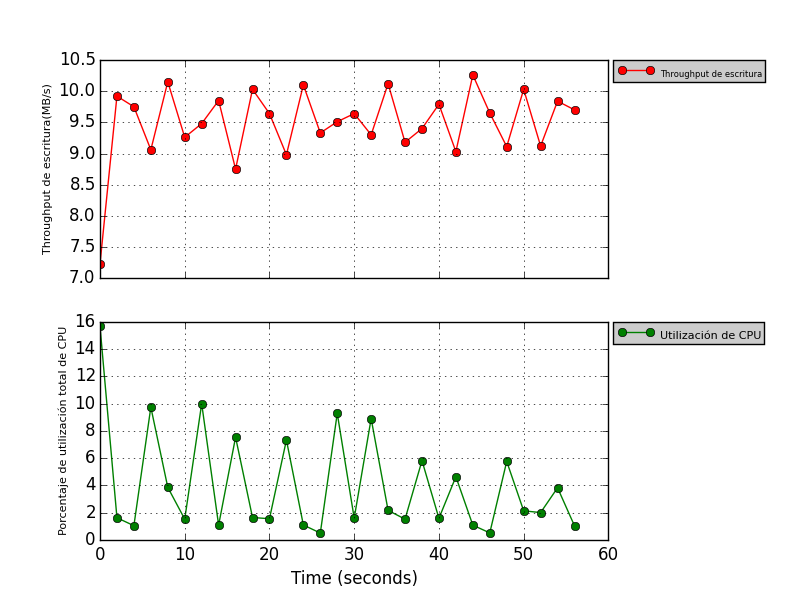 10.5
10.0
9.5
9.0
8.5
8.0
7.5
7.0
Throughput de escritura(MB/s)
Throughput de escritura
16
14
12
10
8
6
4
2
0
Porcentaje de utilización total de CPU
Utilización de CPU
0 10 20 30 40 50 60
Time (seconds)